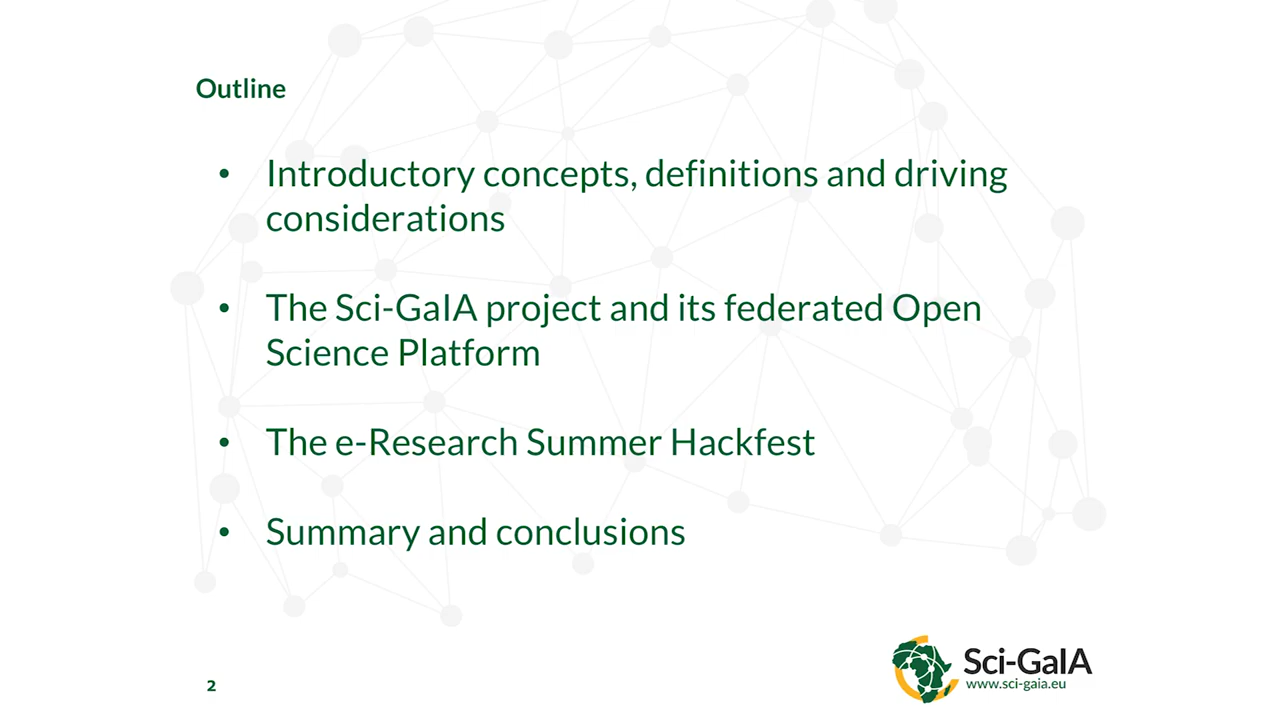 Outline
• Introductory concepts, definitions and driving
considerations
• The Sci-GaIA project and its federated Open
Science Platform
• The e-Research Summer Hackfest
• Summary and conclusions
Sci-GaIA
www.sci-gaia.eu
2